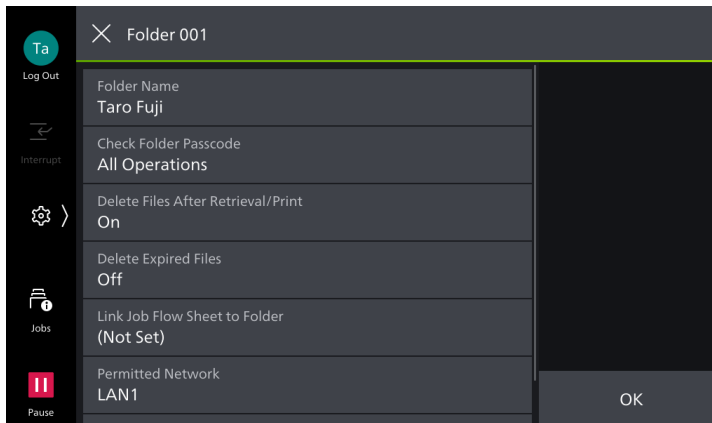 Ta
Log Out
Interrupt
Jobs
Pause
Folder 001
Folder Name
Taro Fuji
Check Folder Passcode
All Operations
Delete Files After Retrieval/Print
On
Delete Expired Files
Off
Link Job Flow Sheet to Folder
(Not Set)
Permitted Network
LAN1
OK